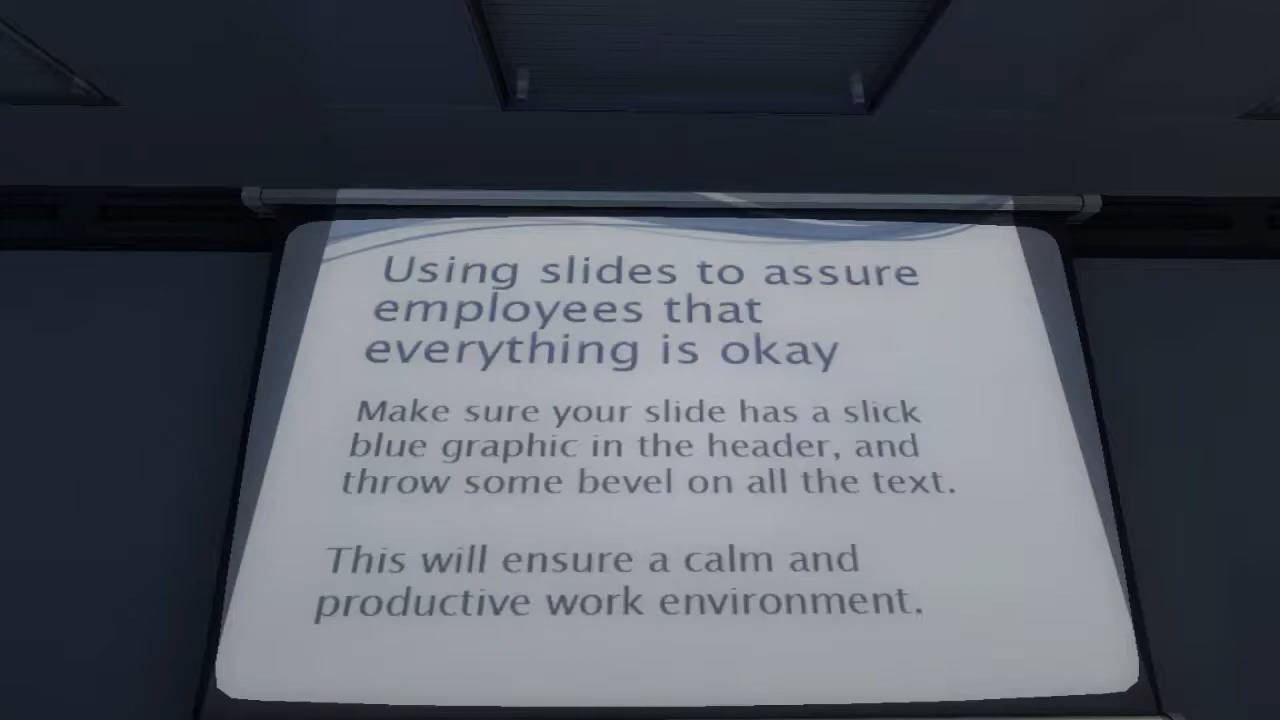 Using slides to assure
employees that
everything is okay
Make sure your slide has a slick
blue graphic in the header, and
throw some bevel on all the text.
This will ensure a calm and
productive work environment.